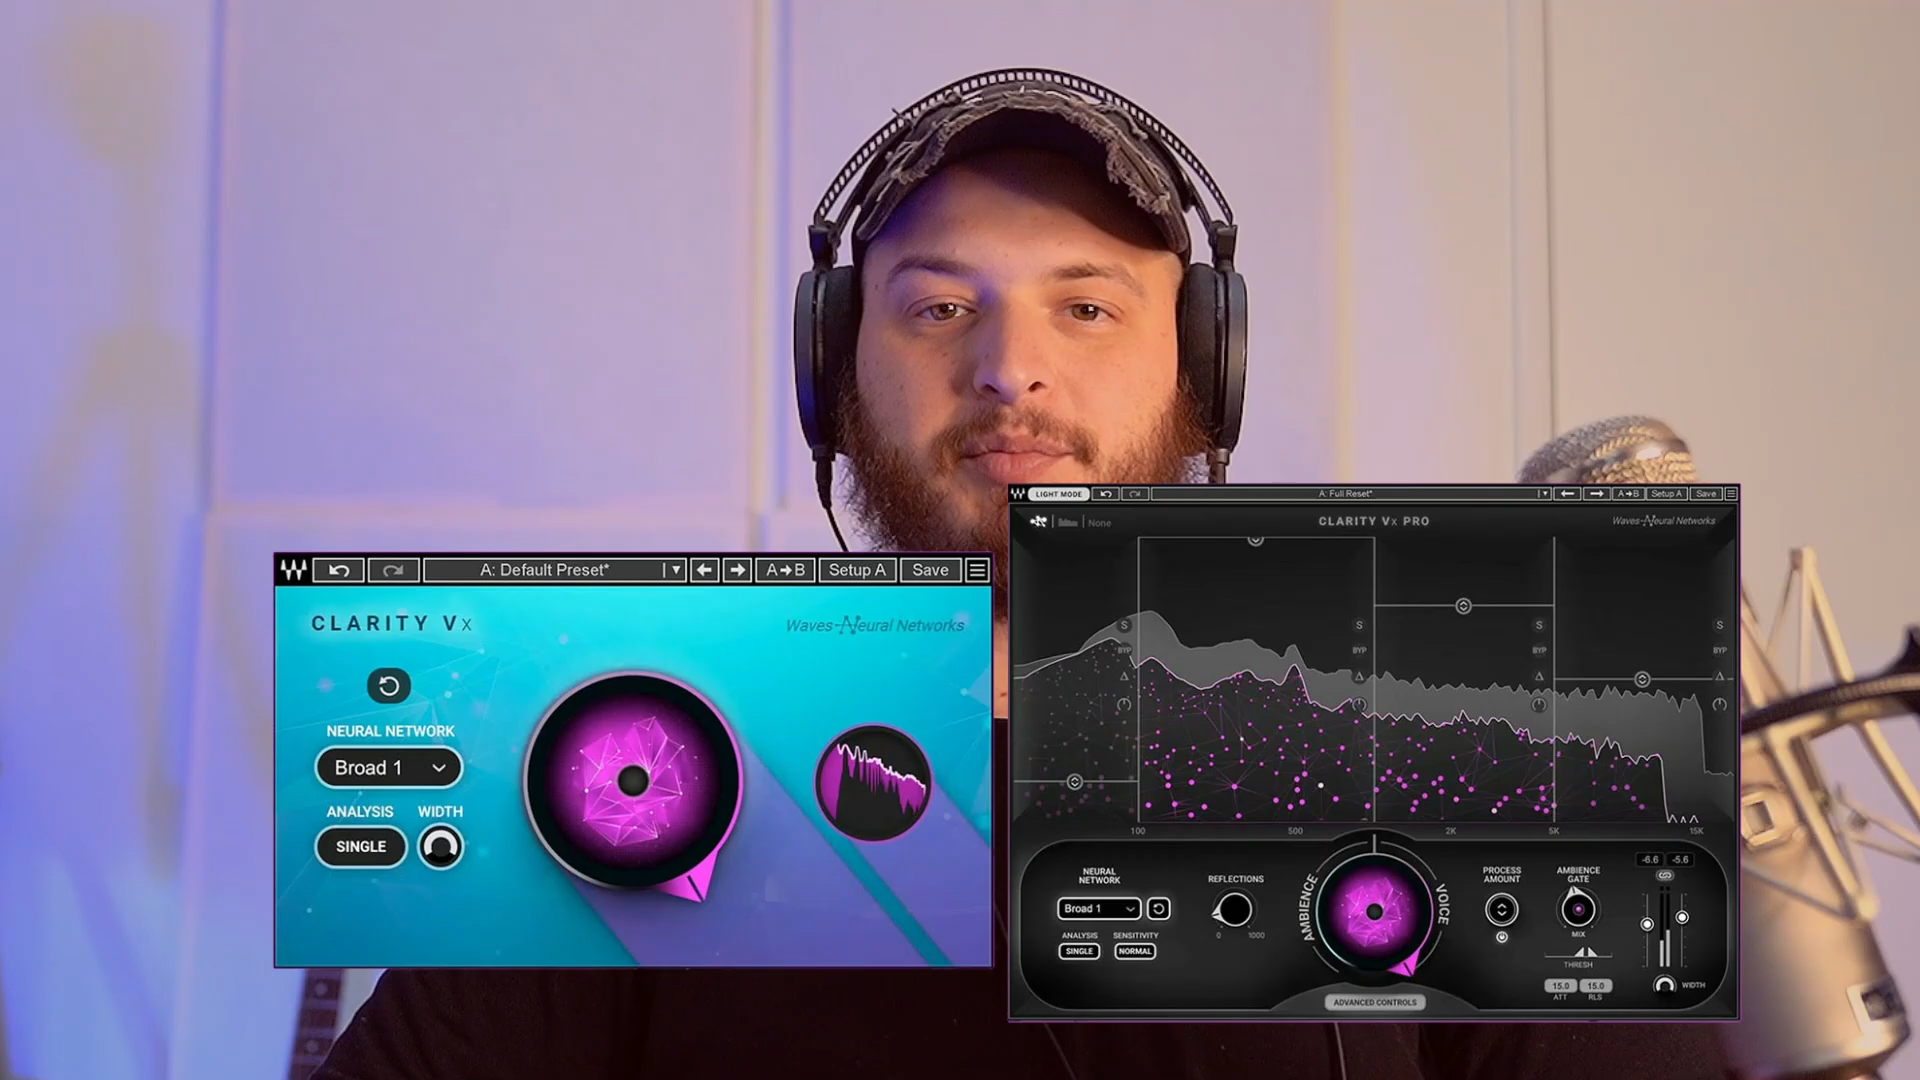 A: Default Preset*
A→B
Setup A
Save
CLARITY Vx
Waves Neural Networks
NEURAL NETWORK
Broad 1
ANALYSIS
WIDTH
SINGLE
LIGHT MODE
A: Full Reset*
A→B
Setup A
Save
None
CLARITY Vx PRO
Waves Neural Networks
S
S
S
S
BYP
BYP
BYP
BYP
100
500
2K
5K
15K
NEURAL
NETWORK
Broad 1
ANALYSIS
SENSITIVITY
SINGLE
NORMAL
REFLECTIONS
0
1000
AMBIENCE
VOICE
ADVANCED CONTROLS
PROCESS
AMOUNT
AMBIENCE
GATE
MIX
THRESH
15.0
15.0
ATT
RLS
-6.6
-5.6
WIDTH